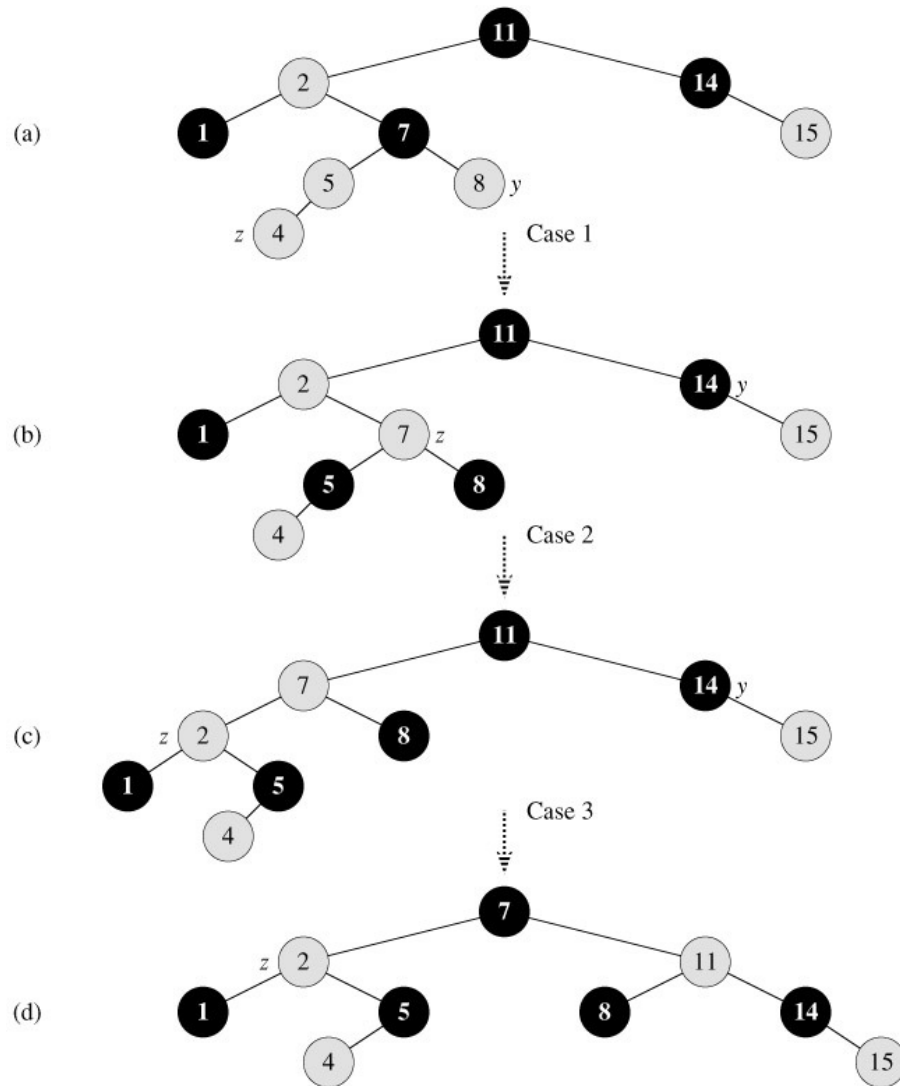 11
2 14
(a) 1 7 15
5 8 y
z 4 Case 1
11
2 14 y
(b) 1 7 z 15
5 8
4 Case 2
11
7 14 y
(c) z 2 8 15
1 5
4 Case 3
7
z 2 11
(d) 1 5 8 14
4 15